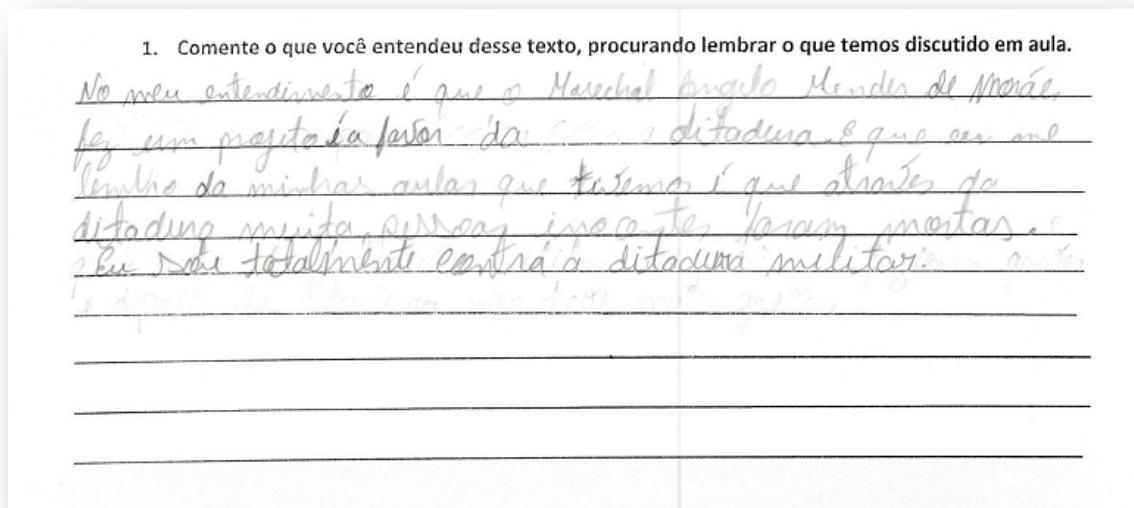 1. Comente o que você entendeu desse texto, procurando lembrar o que temos discutido em aula.
No meu entendimento é que o Marechal Angelo Mendes de Morãe,
fez um projeto é a favor da ditadura. E que eu me
lembro da minhas aulas que tivemos é que através da
ditadura muita pessoas inocentes foram mortas.
Eu sou totalmente contra a ditadura militar.